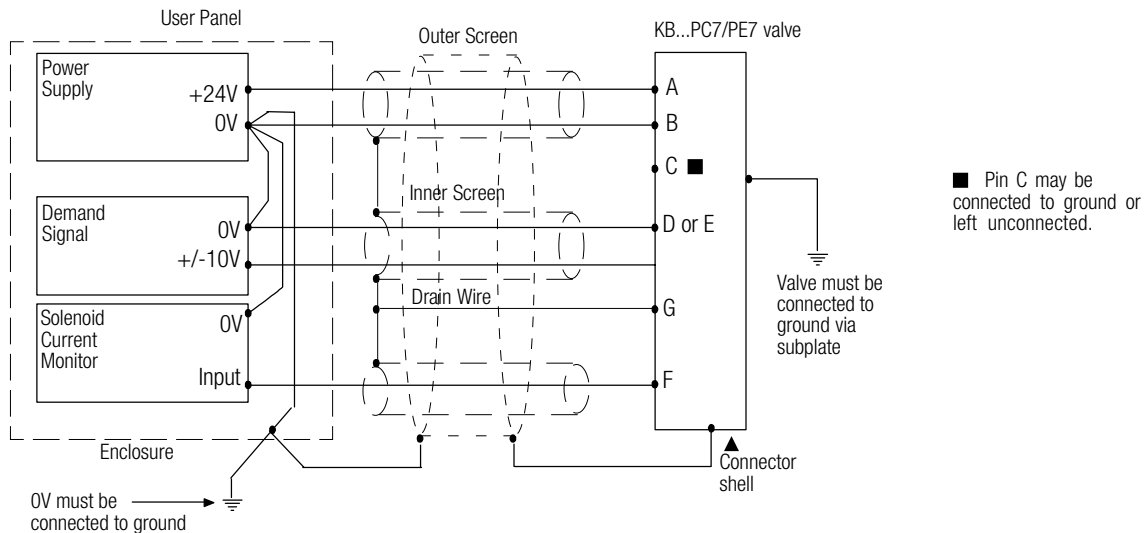 User Panel
Outer Screen
KB...PC7/PE7 valve
Power
Supply
+24V
0V
A
B
C ■
■ Pin C may be
connected to ground or
left unconnected.
Inner Screen
Demand
Signal
0V
+/-10V
D or E
Valve must be
connected to
ground via
subplate
Drain Wire
G
Solenoid
Current
Monitor
0V
Input
F
Enclosure
▲
Connector
shell
0V must be
connected to ground